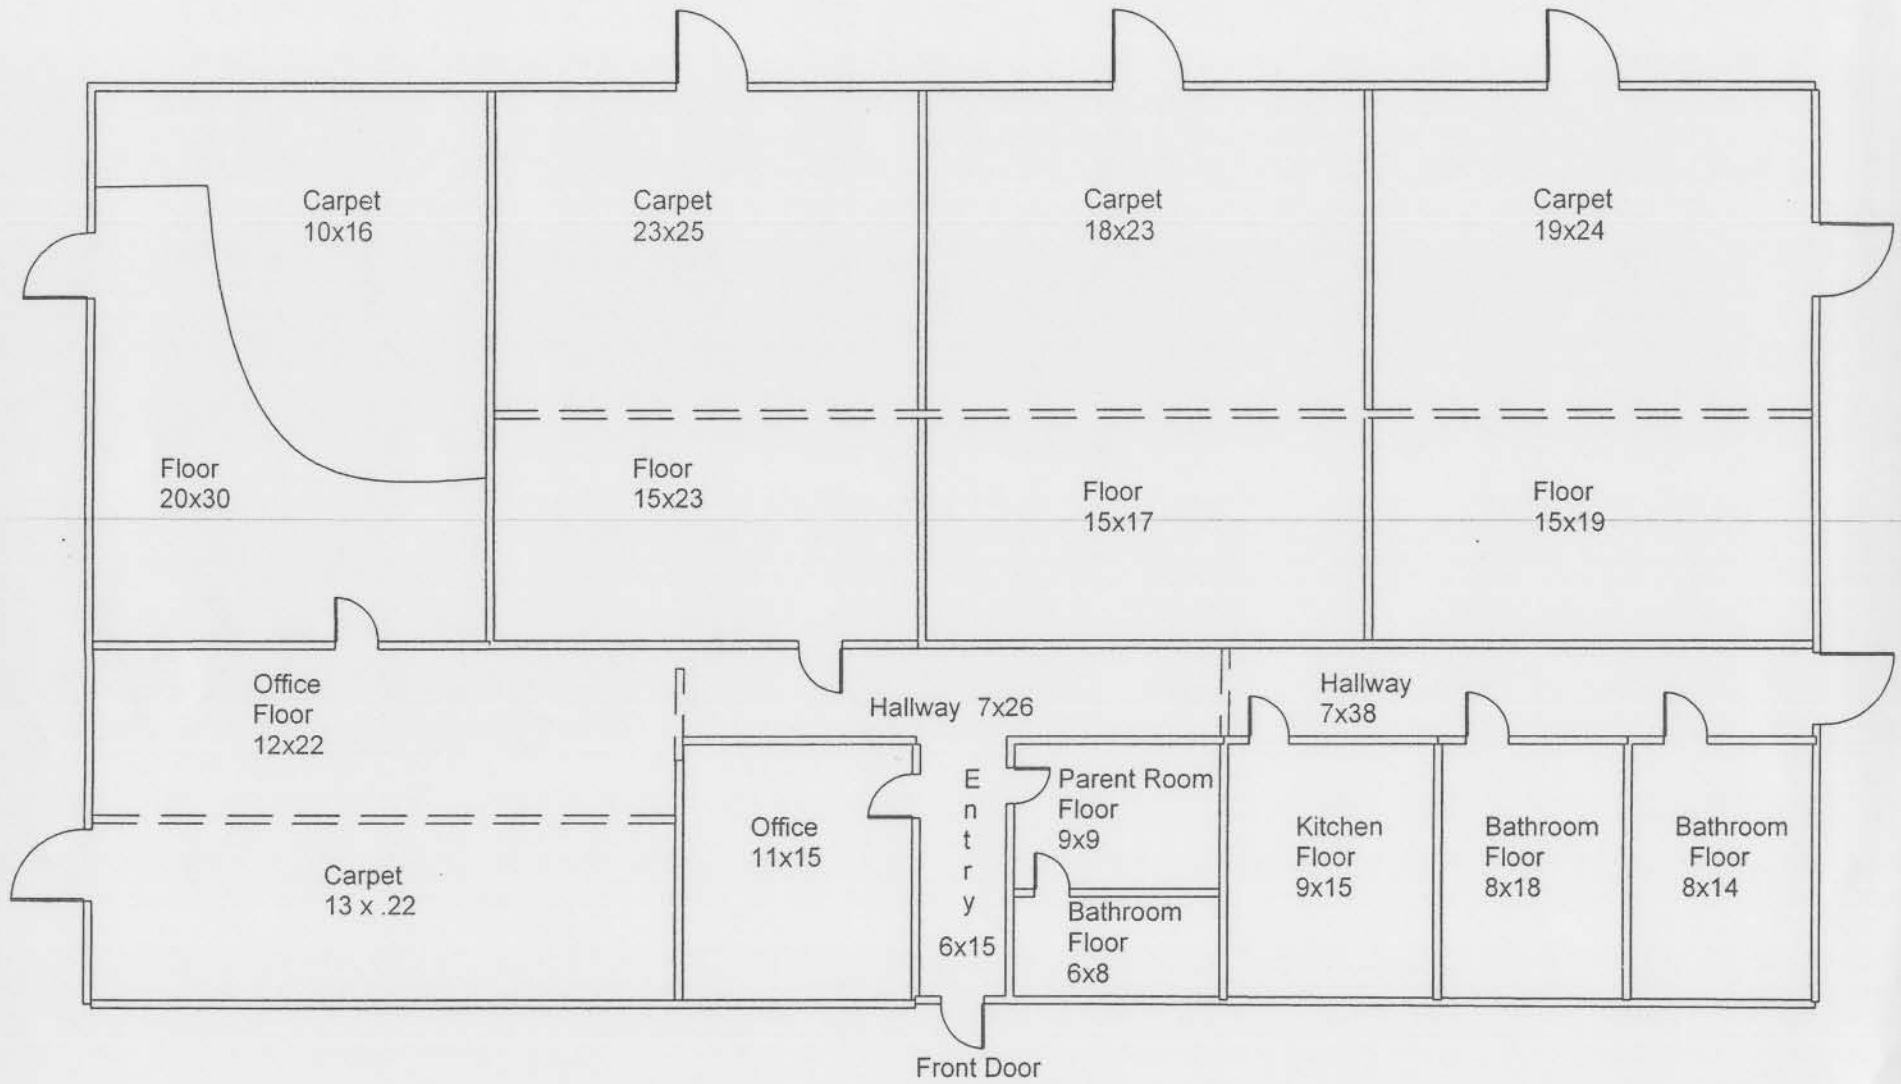 Carpet
10x16
Carpet
23x25
Carpet
18x23
Carpet
19x24
Floor
20x30
Floor
15x23
Floor
15x17
Floor
15x19
Office
Floor
12x22
Hallway 7x26
Hallway
7x38
Carpet
13 x .22
Office
11x15
Entry
6x15
Parent Room
Floor
9x9
Bathroom
Floor
6x8
Kitchen
Floor
9x15
Bathroom
Floor
8x18
Bathroom
Floor
8x14
Front Door